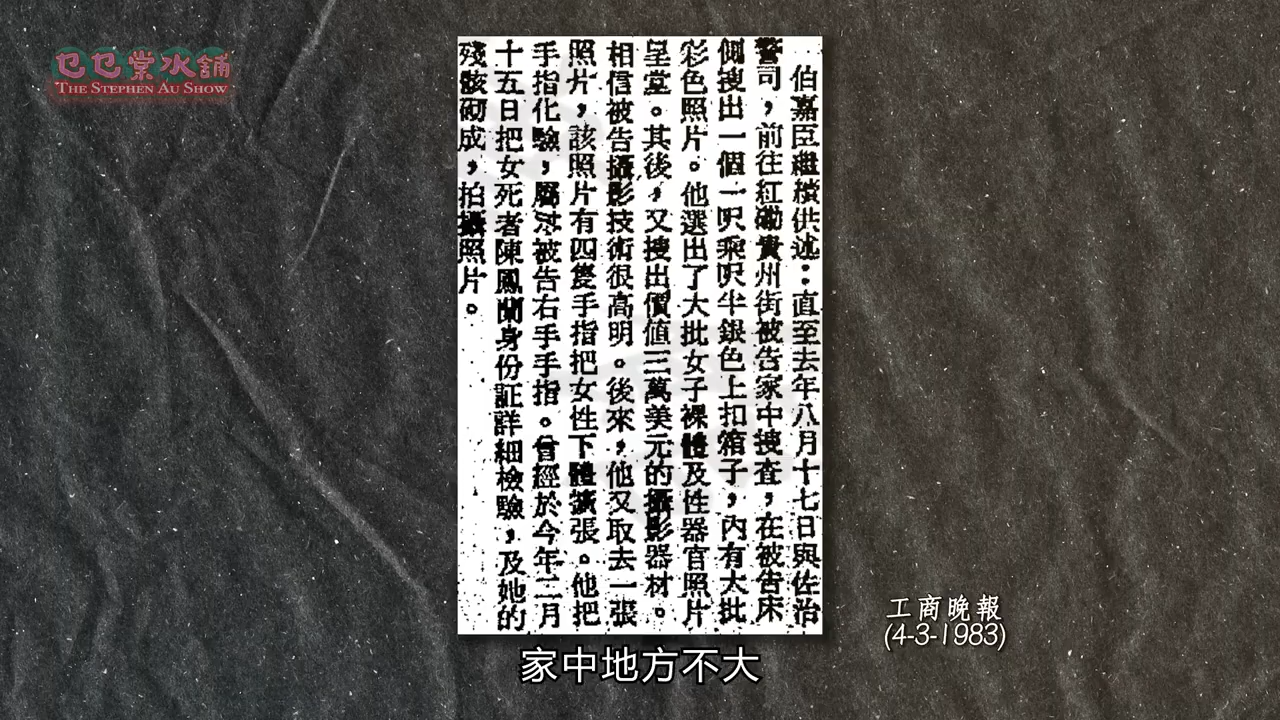 乜乜棠水舖
THE STEPHEN AU SHOW
伯嘉臣繼續供述：直至去年八月十七日與佐治
警司，前往紅磡貴州街被告家中搜查，在被告床
側搜出一個一呎乘呎半銀色上扣箱子，內有大批
彩色照片。他選出了大批女子裸體及性器官照片
呈堂。其後，又搜出價值三萬美元的攝影器材。
相信被告攝影技術很高明。後來，他又取去一張
照片，該照片有四隻手指把女性下體擴張。他把
手指化驗，屬於被告右手手指。曾經於今年二月
十五日把女死者陳鳳蘭身份証詳細檢驗，及她的
殘骸砌成，拍攝照片。
工商晚報
(4-3-1983)
家中地方不大